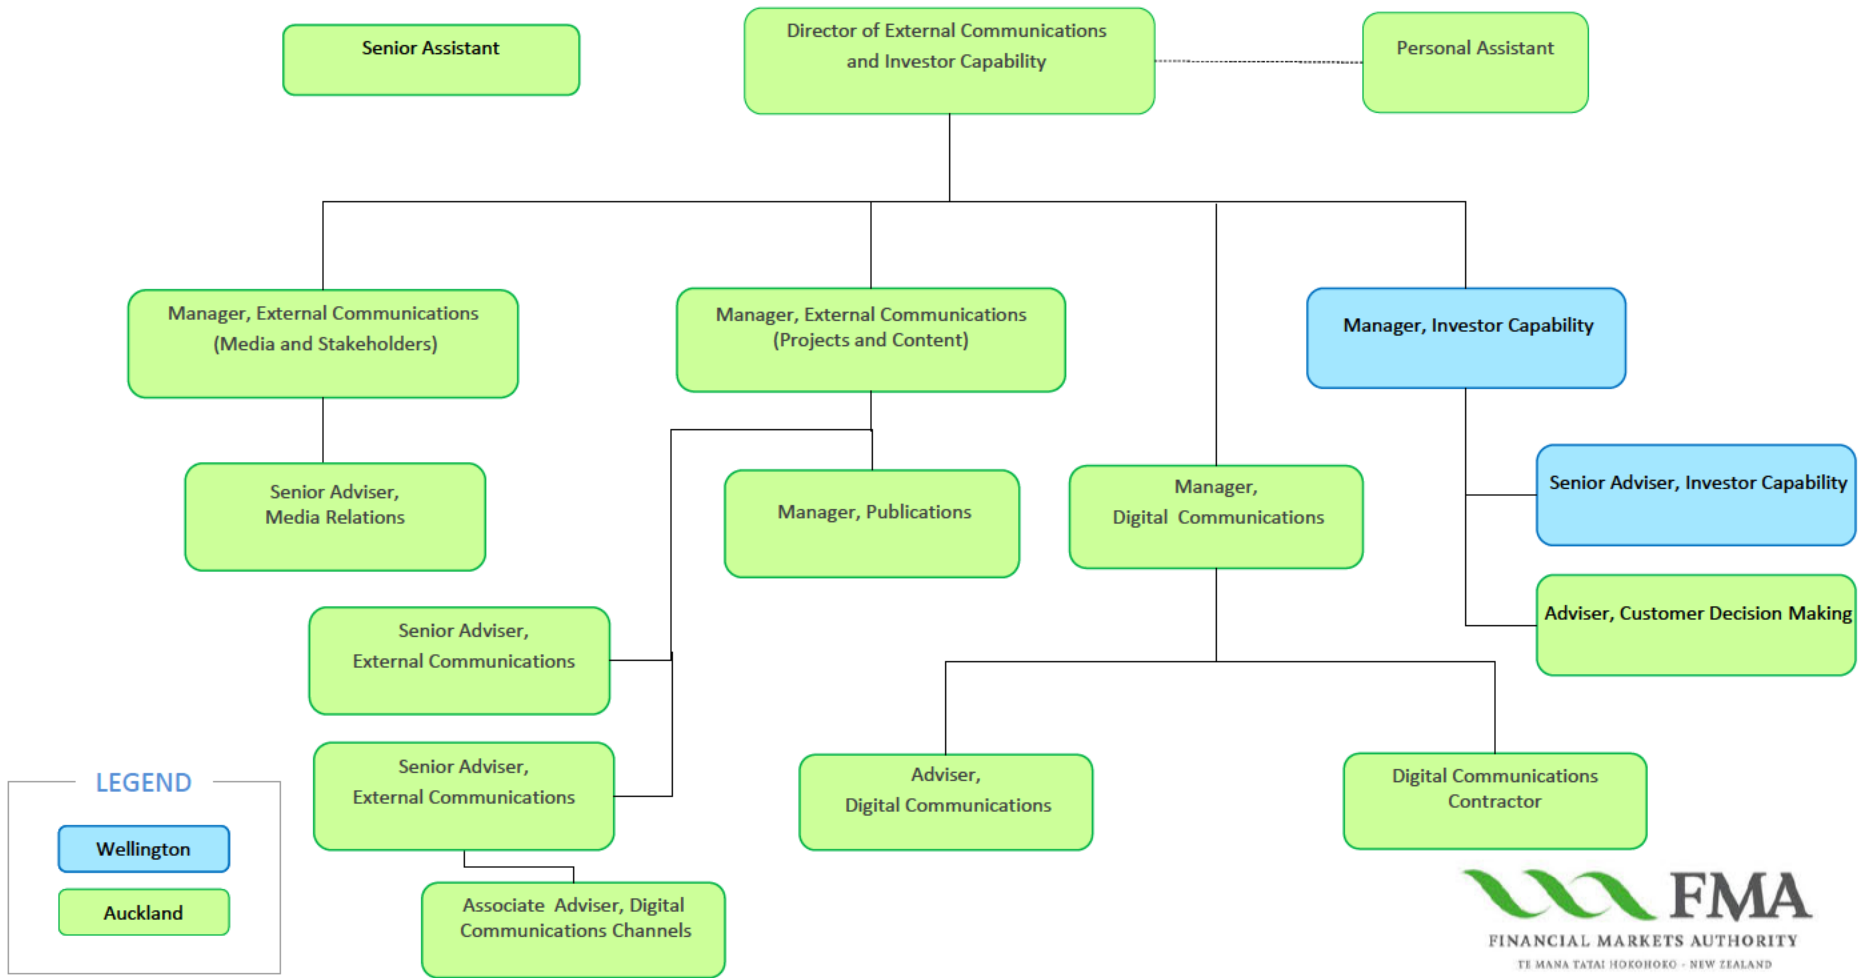 Senior Assistant
Director of External Communications
and Investor Capability
Personal Assistant
Manager, External Communications
(Media and Stakeholders)
Manager, External Communications
(Projects and Content)
Manager, Investor Capability
Senior Adviser,
Media Relations
Manager, Publications
Manager,
Digital Communications
Senior Adviser, Investor Capability
Adviser, Customer Decision Making
Senior Adviser,
External Communications
Senior Adviser,
External Communications
Adviser,
Digital Communications
Digital Communications
Contractor
Associate Adviser, Digital
Communications Channels
LEGEND
Wellington
Auckland
FMA
FINANCIAL MARKETS AUTHORITY
TE MANA TATAI HOKOHOKO - NEW ZEALAND